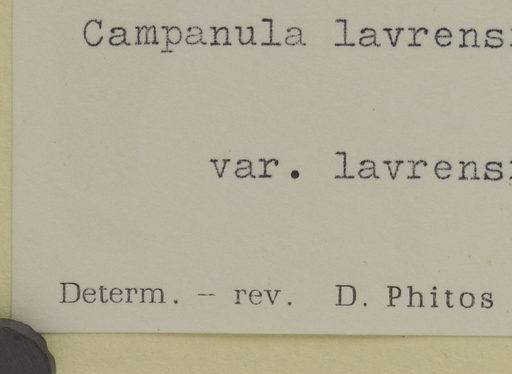 Campanula lavrens
var. lavrens
Determ. – rev. D. Phitos